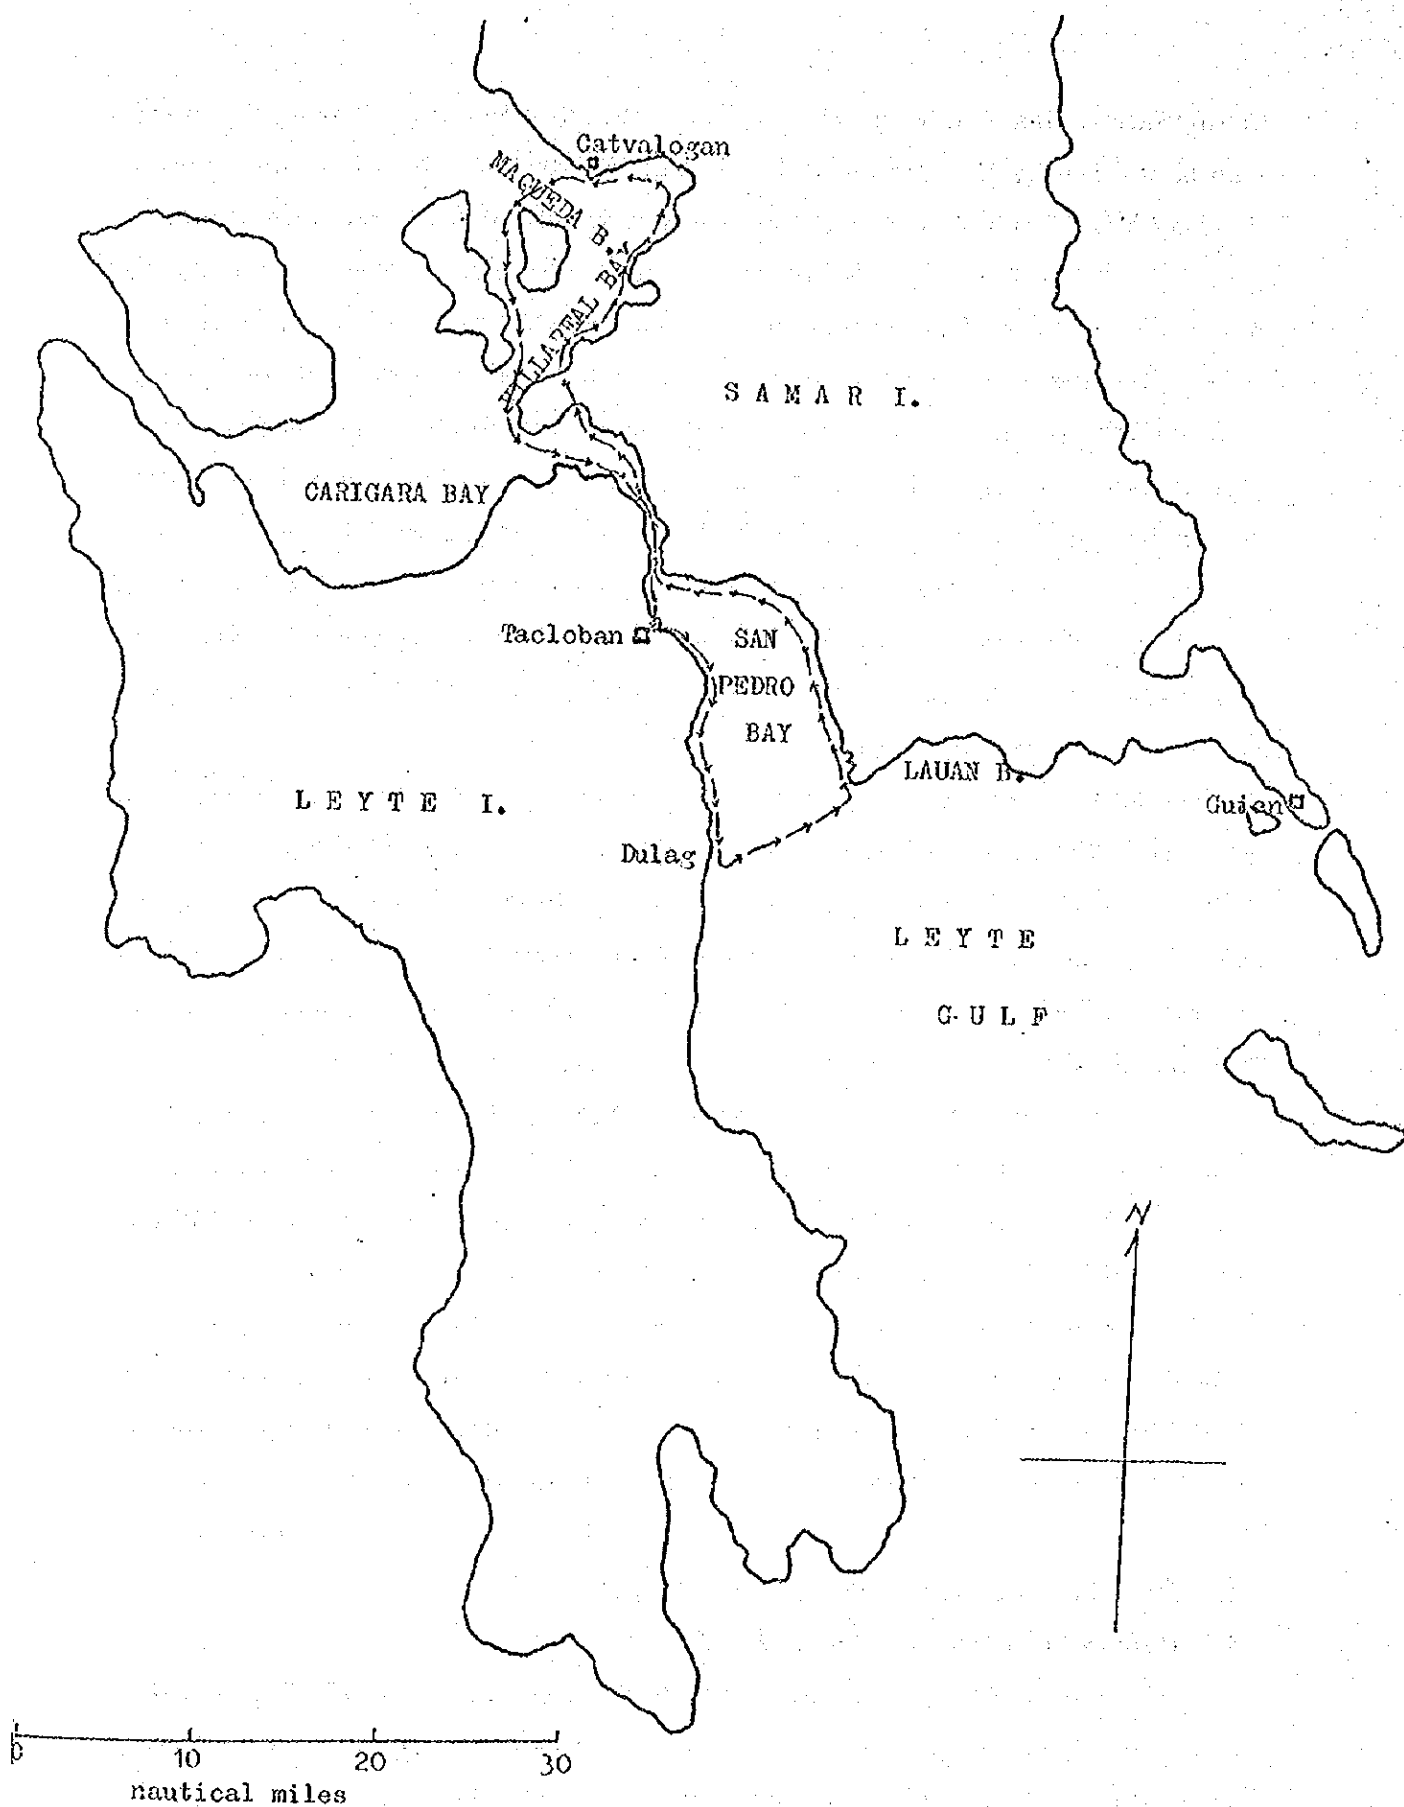 Catvalogan
MAQUEDA B.
VILLAREAL BAY
SAMAR I.
CARIGARA BAY
Tacloban
SAN
PEDRO
BAY
LAUAN B.
LEYTE I.
Guian
Dulag
LEYTE
GULF
N
0 10 20 30
nautical miles